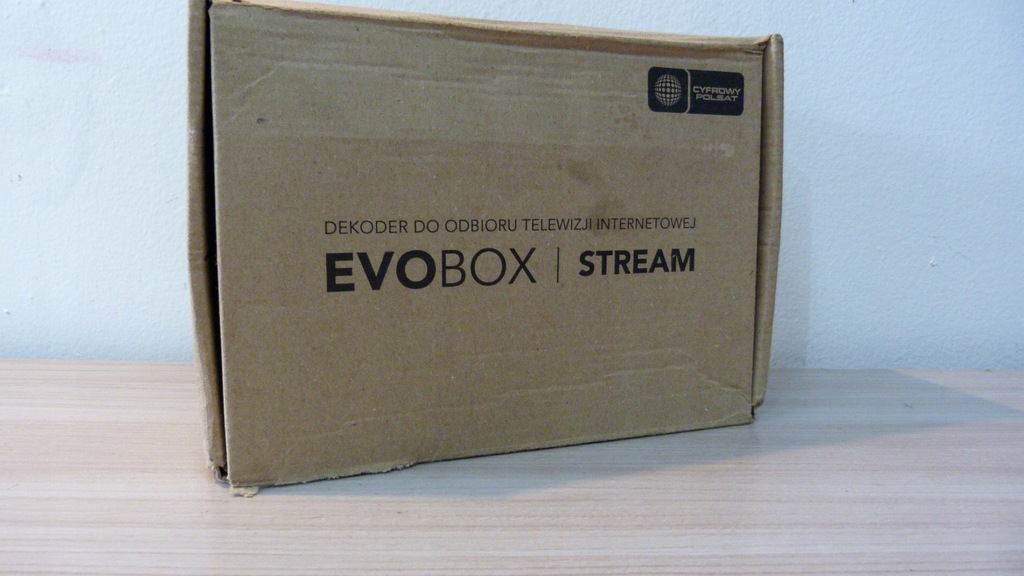 CYFROWY
POLSAT
DEKODER DO ODBIORU TELEWIZJI INTERNETOWEJ
EVOBOX | STREAM